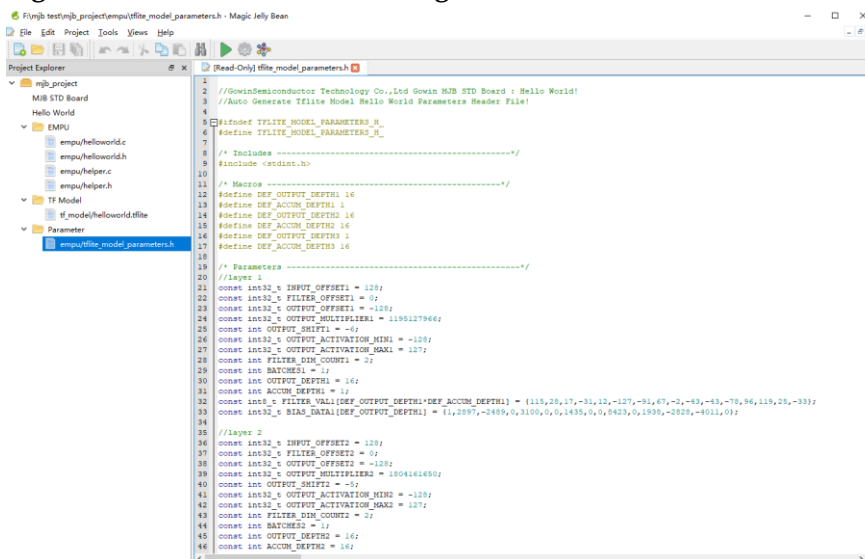 F:\mjb test\mjb_project\empu\tflite_model_parameters.h - Magic Jelly Bean
File Edit Project Tools Views Help
Project Explorer
[Read-Only] tflite_model_parameters.h
mjb_project
MJB STD Board
Hello World
EMPU
empu/helloworld.c
empu/helloworld.h
empu/helper.c
empu/helper.h
TF Model
tf_model/helloworld.tflite
Parameter
empu/tflite_model_parameters.h
1
2 //GowinSemiconductor Technology Co.,Ltd Gowin MJB STD Board : Hello World!
3 //Auto Generate Tflite Model Hello World Parameters Header File!
4
5 #ifndef TFLITE_MODEL_PARAMETERS_H_
6 #define TFLITE_MODEL_PARAMETERS_H_
7
8 /* Includes ------------------------------------------------*/
9 #include <stdint.h>
10
11 /* Macros ------------------------------------------------*/
12 #define DEF_OUTPUT_DEPTH1 16
13 #define DEF_ACCUM_DEPTH1 1
14 #define DEF_OUTPUT_DEPTH2 16
15 #define DEF_ACCUM_DEPTH2 16
16 #define DEF_OUTPUT_DEPTH3 1
17 #define DEF_ACCUM_DEPTH3 16
18
19 /* Parameters ------------------------------------------------*/
20 //layer 1
21 const int32_t INPUT_OFFSET1 = 128;
22 const int32_t FILTER_OFFSET1 = 0;
23 const int32_t OUTPUT_OFFSET1 = -128;
24 const int32_t OUTPUT_MULTIPLIER1 = 1195127966;
25 const int OUTPUT_SHIFT1 = -6;
26 const int32_t OUTPUT_ACTIVATION_MIN1 = -128;
27 const int32_t OUTPUT_ACTIVATION_MAX1 = 127;
28 const int FILTER_DIM_COUNT1 = 2;
29 const int BATCHES1 = 1;
30 const int OUTPUT_DEPTH1 = 16;
31 const int ACCUM_DEPTH1 = 1;
32 const int8_t FILTER_VAL1[DEF_OUTPUT_DEPTH1*DEF_ACCUM_DEPTH1] = {115,28,17,-31,12,-127,-91,67,-2,-43,-43,-78,96,119,25,-33};
33 const int32_t BIAS_DATA1[DEF_OUTPUT_DEPTH1] = {1,2897,-2489,0,3100,0,0,1435,0,0,8423,0,1938,-2828,-4011,0};
34
35 //layer 2
36 const int32_t INPUT_OFFSET2 = 128;
37 const int32_t FILTER_OFFSET2 = 0;
38 const int32_t OUTPUT_OFFSET2 = -128;
39 const int32_t OUTPUT_MULTIPLIER2 = 1804161650;
40 const int OUTPUT_SHIFT2 = -5;
41 const int32_t OUTPUT_ACTIVATION_MIN2 = -128;
42 const int32_t OUTPUT_ACTIVATION_MAX2 = 127;
43 const int FILTER_DIM_COUNT2 = 2;
44 const int BATCHES2 = 1;
45 const int OUTPUT_DEPTH2 = 16;
46 const int ACCUM_DEPTH2 = 16;